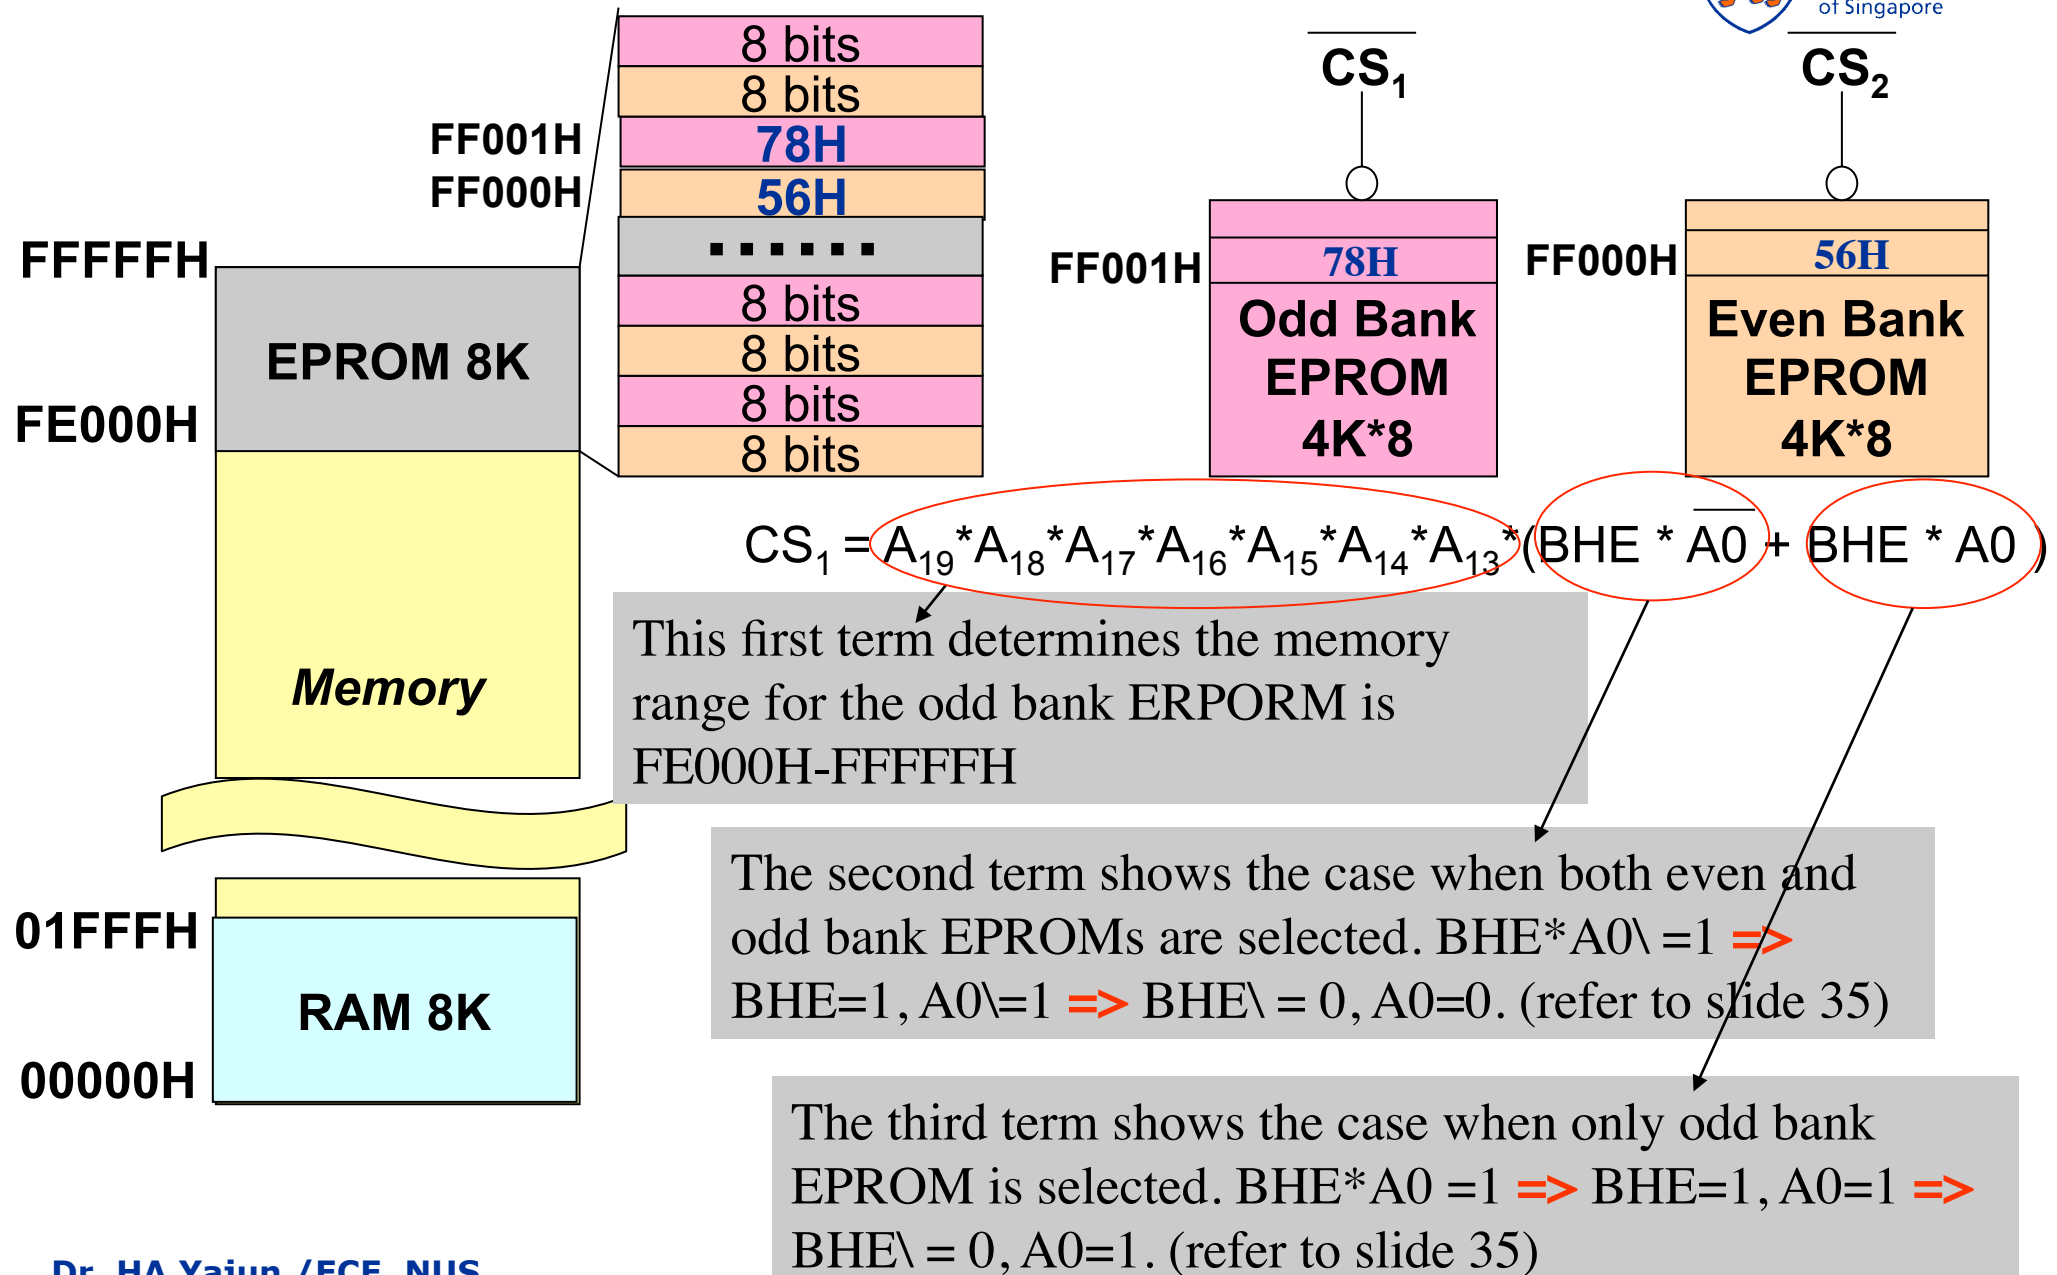 of Singapore
8 bits
8 bits
FF001H 78H
FF000H 56H
......
8 bits
8 bits
8 bits
8 bits
FFFFFH
EPROM 8K
FE000H
Memory
01FFFH
RAM 8K
00000H
CS1
CS2
FF001H 78H
Odd Bank
EPROM
4K*8
FF000H 56H
Even Bank
EPROM
4K*8
CS1 = A19*A18*A17*A16*A15*A14*A13*(BHE * A̅0̅ + BHE * A0 )
This first term determines the memory
range for the odd bank ERPORM is
FE000H-FFFFFH
The second term shows the case when both even and
odd bank EPROMs are selected. BHE*A0\ =1 =>
BHE=1, A0\=1 => BHE\ = 0, A0=0. (refer to slide 35)
The third term shows the case when only odd bank
EPROM is selected. BHE*A0 =1 => BHE=1, A0=1 =>
BHE\ = 0, A0=1. (refer to slide 35)
Dr. HA Yajun /ECE, NUS